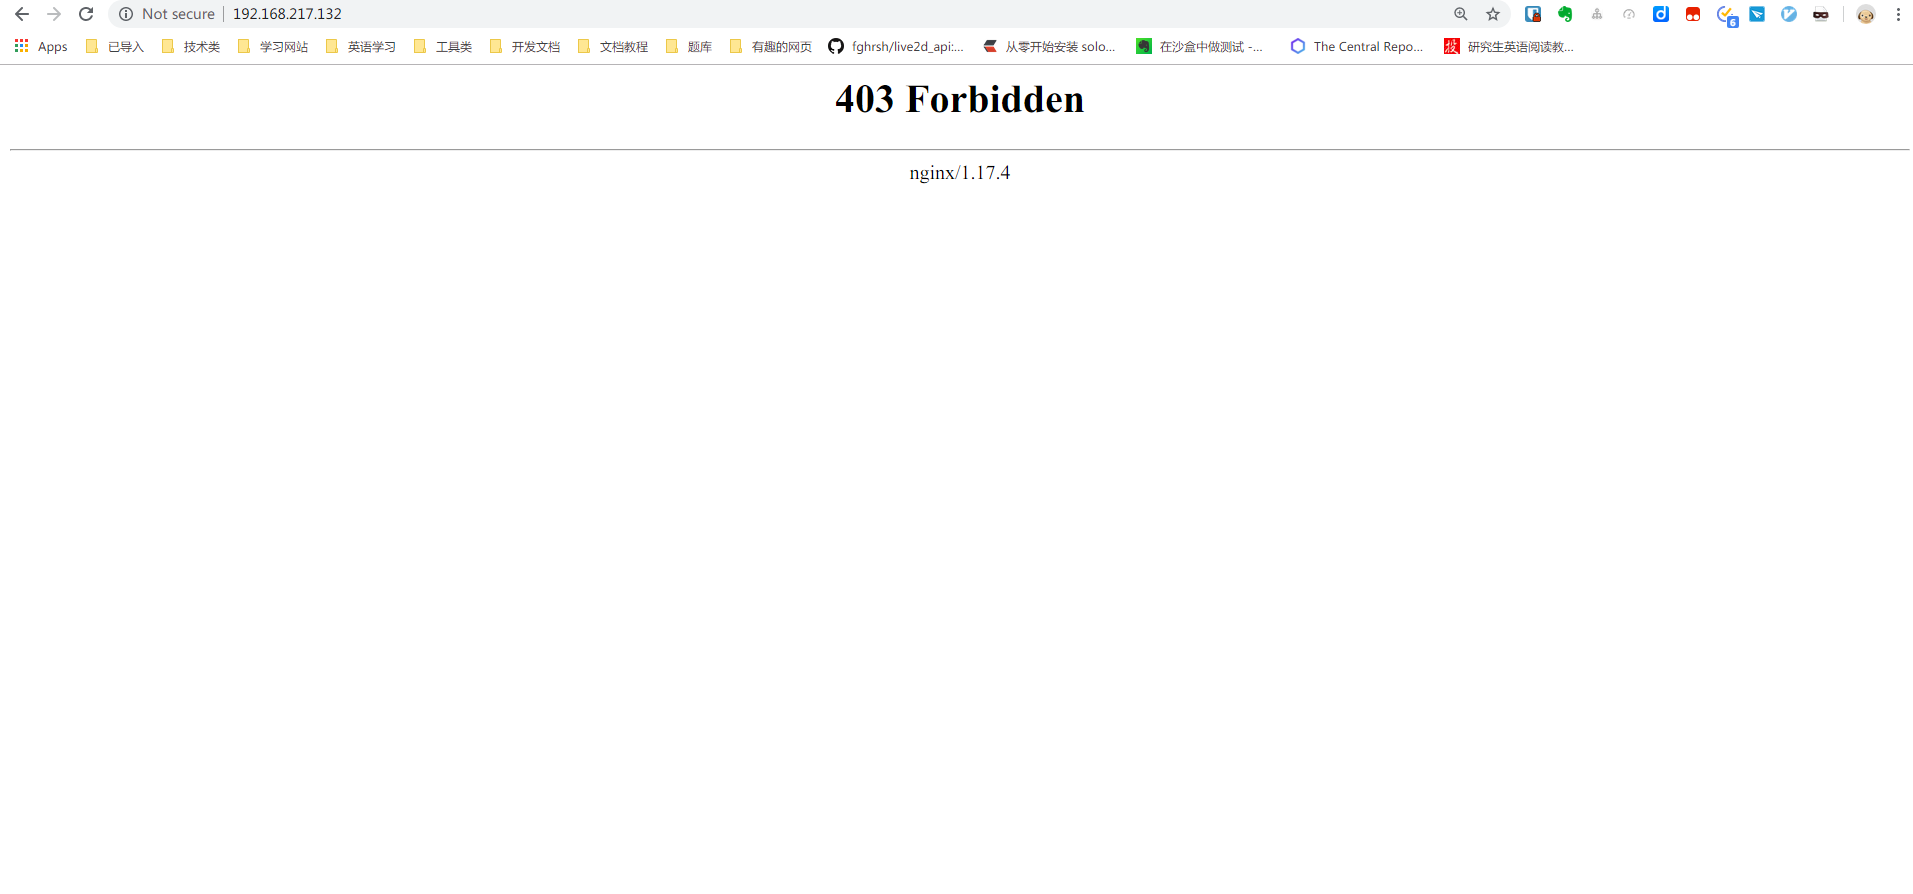 Not secure 192.168.217.132
6
Apps 已导入 技术类 学习网站 英语学习 工具类 开发文档 文档教程 题库 有趣的网页 fghrsh/live2d_api:... 从零开始安装 solo... 在沙盒中做测试 -... The Central Repo... 研究生英语阅读教...
403 Forbidden
nginx/1.17.4